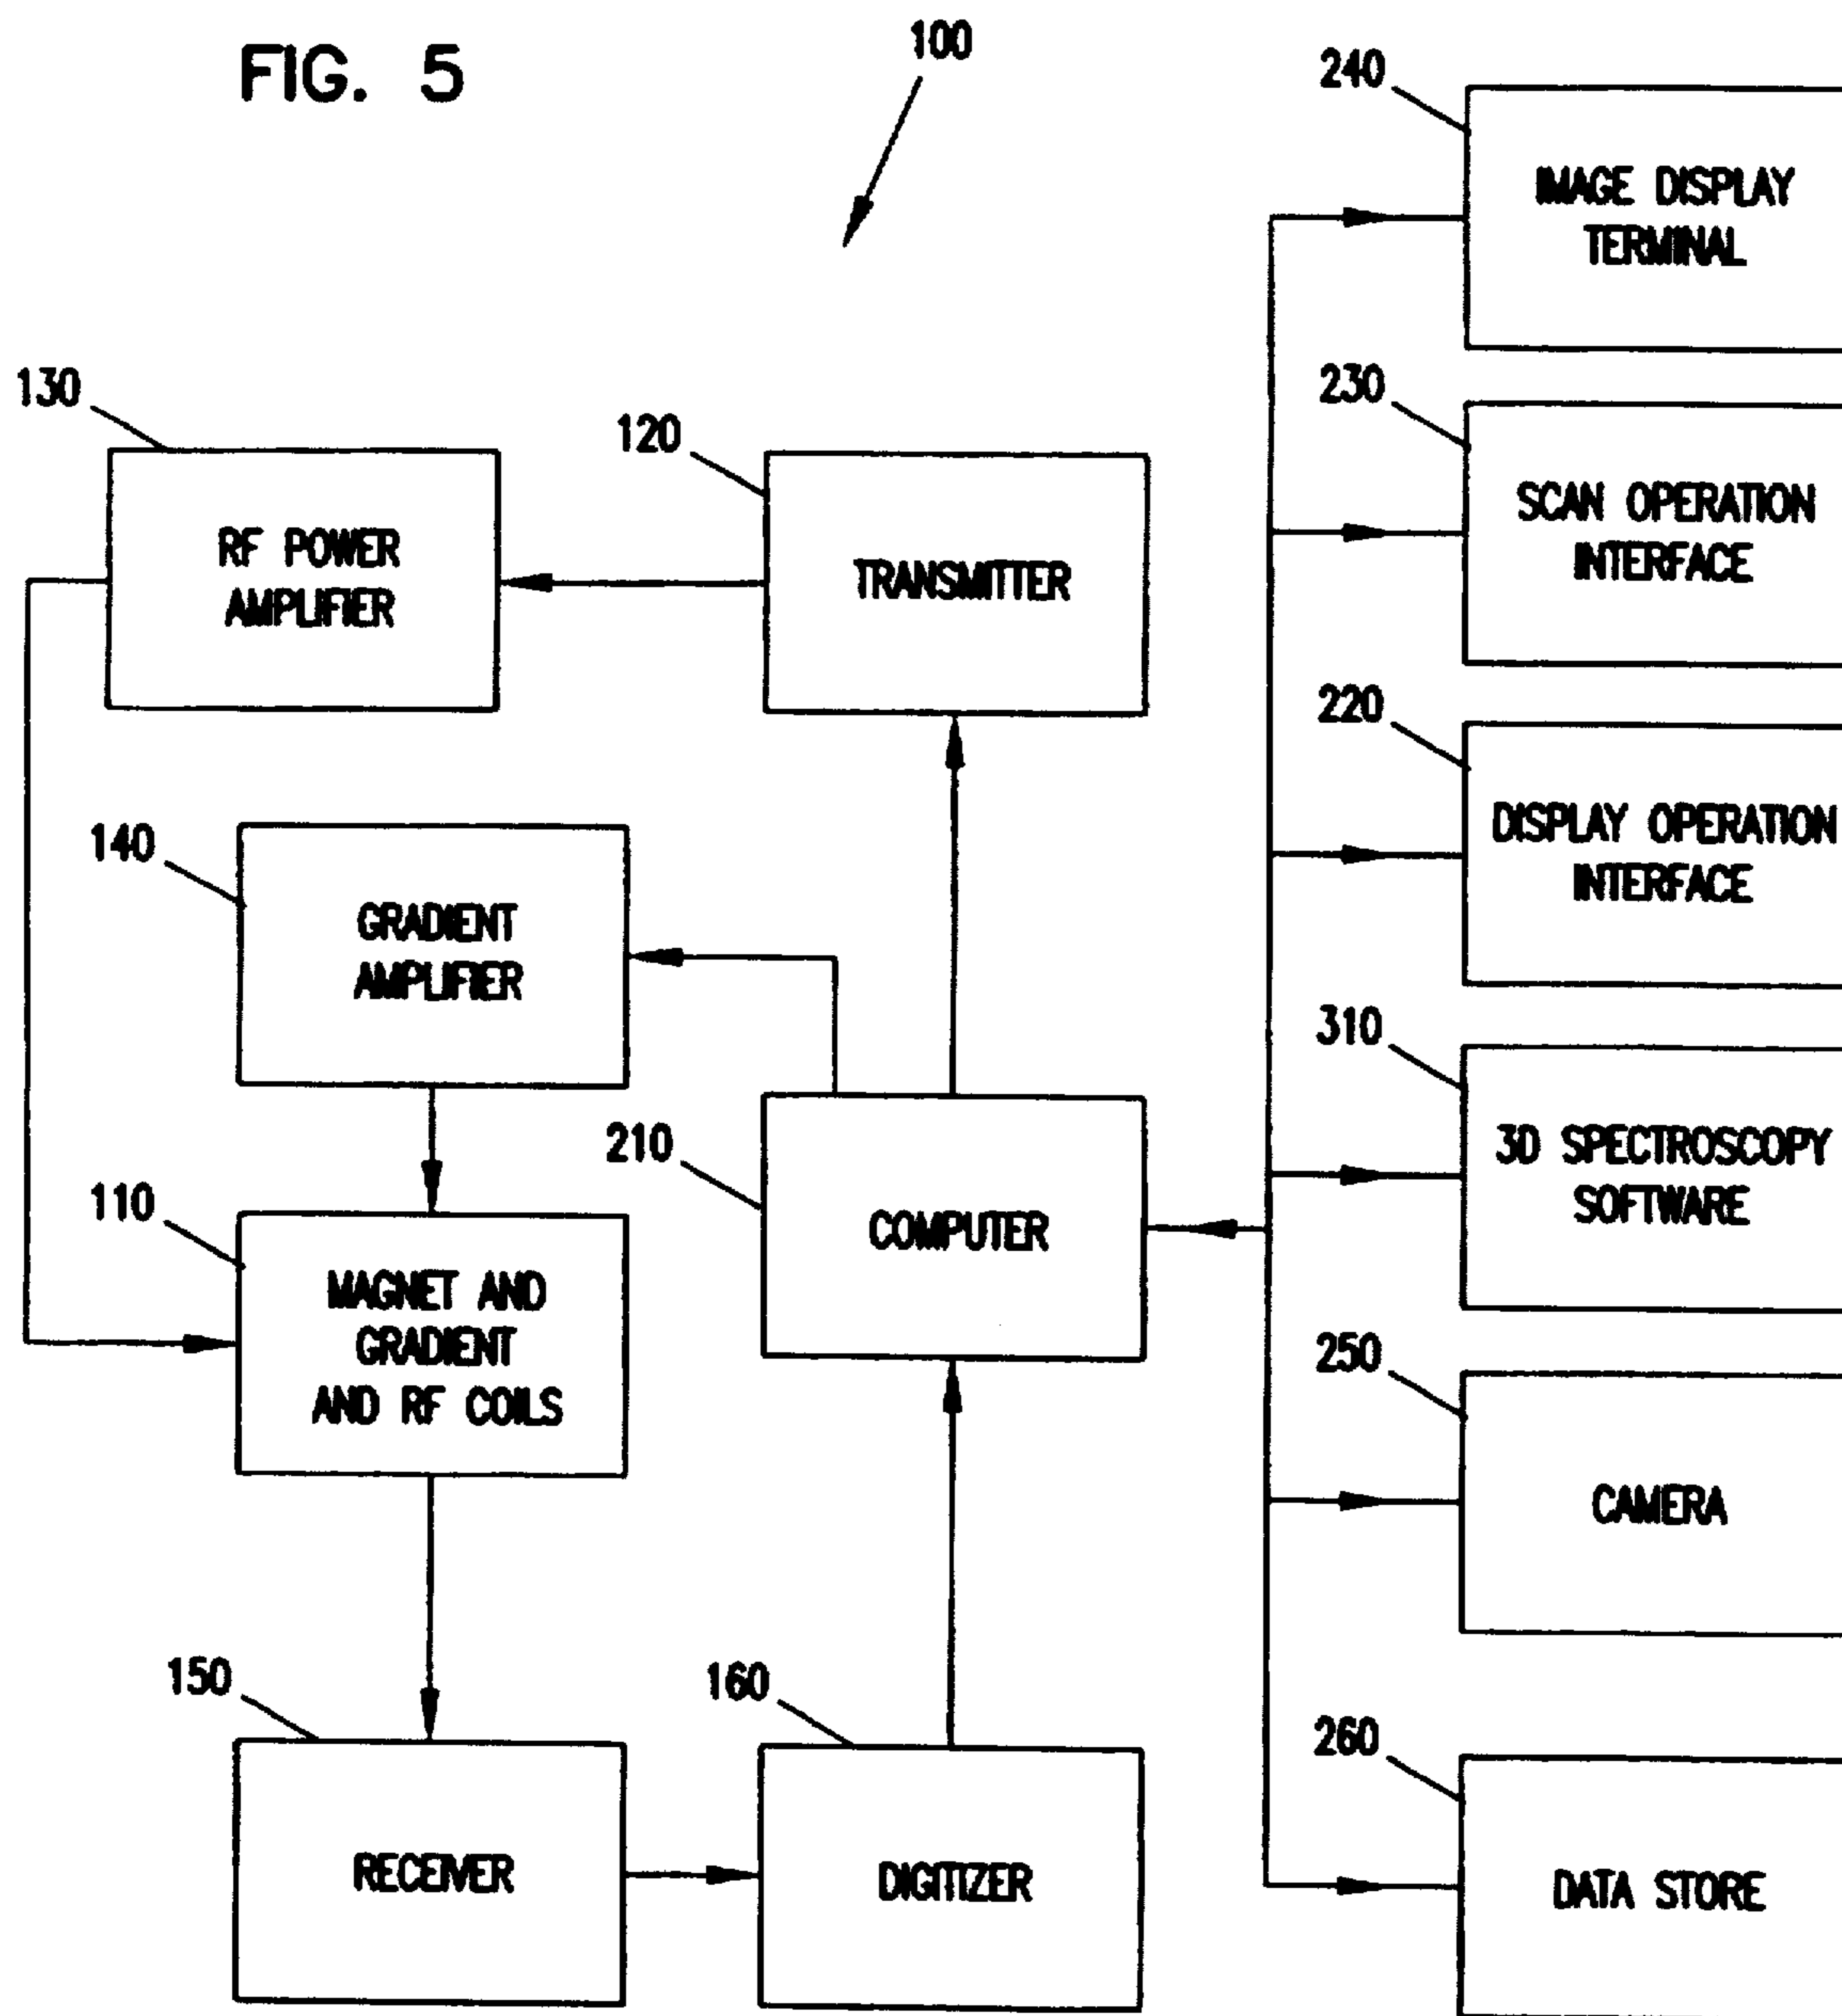 FIG. 5
100
240
IMAGE DISPLAY
TERMINAL
130
RF POWER
AMPLIFIER
120
TRANSMITTER
230
SCAN OPERATION
INTERFACE
220
DISPLAY OPERATION
INTERFACE
140
GRADIENT
AMPLIFIER
310
3D SPECTROSCOPY
SOFTWARE
210
COMPUTER
110
MAGNET AND
GRADIENT
AND RF COILS
250
CAMERA
150
RECEIVER
160
DIGITIZER
260
DATA STORE